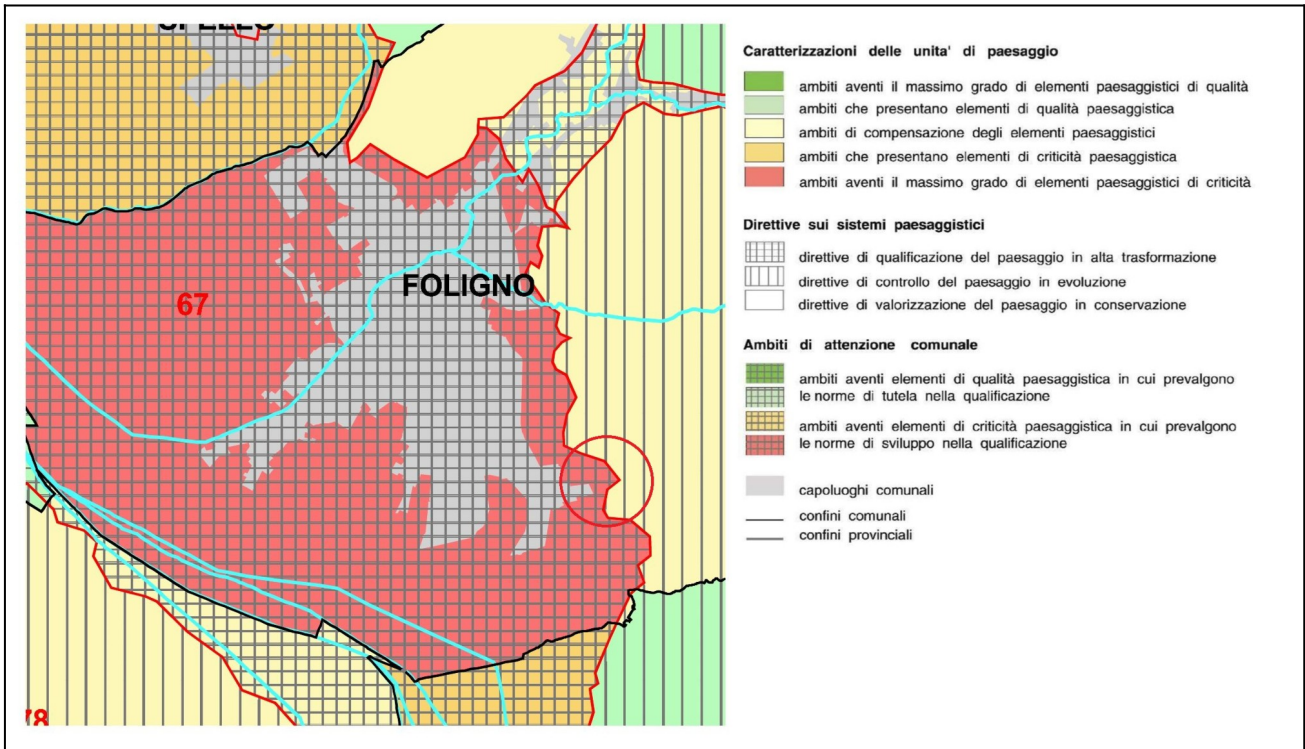 67
FOLIGNO
Caratterizzazioni delle unita' di paesaggio
ambiti aventi il massimo grado di elementi paesaggistici di qualità
ambiti che presentano elementi di qualità paesaggistica
ambiti di compensazione degli elementi paesaggistici
ambiti che presentano elementi di criticità paesaggistica
ambiti aventi il massimo grado di elementi paesaggistici di criticità
Direttive sui sistemi paesaggistici
direttive di qualificazione del paesaggio in alta trasformazione
direttive di controllo del paesaggio in evoluzione
direttive di valorizzazione del paesaggio in conservazione
Ambiti di attenzione comunale
ambiti aventi elementi di qualità paesaggistica in cui prevalgono
le norme di tutela nella qualificazione
ambiti aventi elementi di criticità paesaggistica in cui prevalgono
le norme di sviluppo nella qualificazione
capoluoghi comunali
confini comunali
confini provinciali